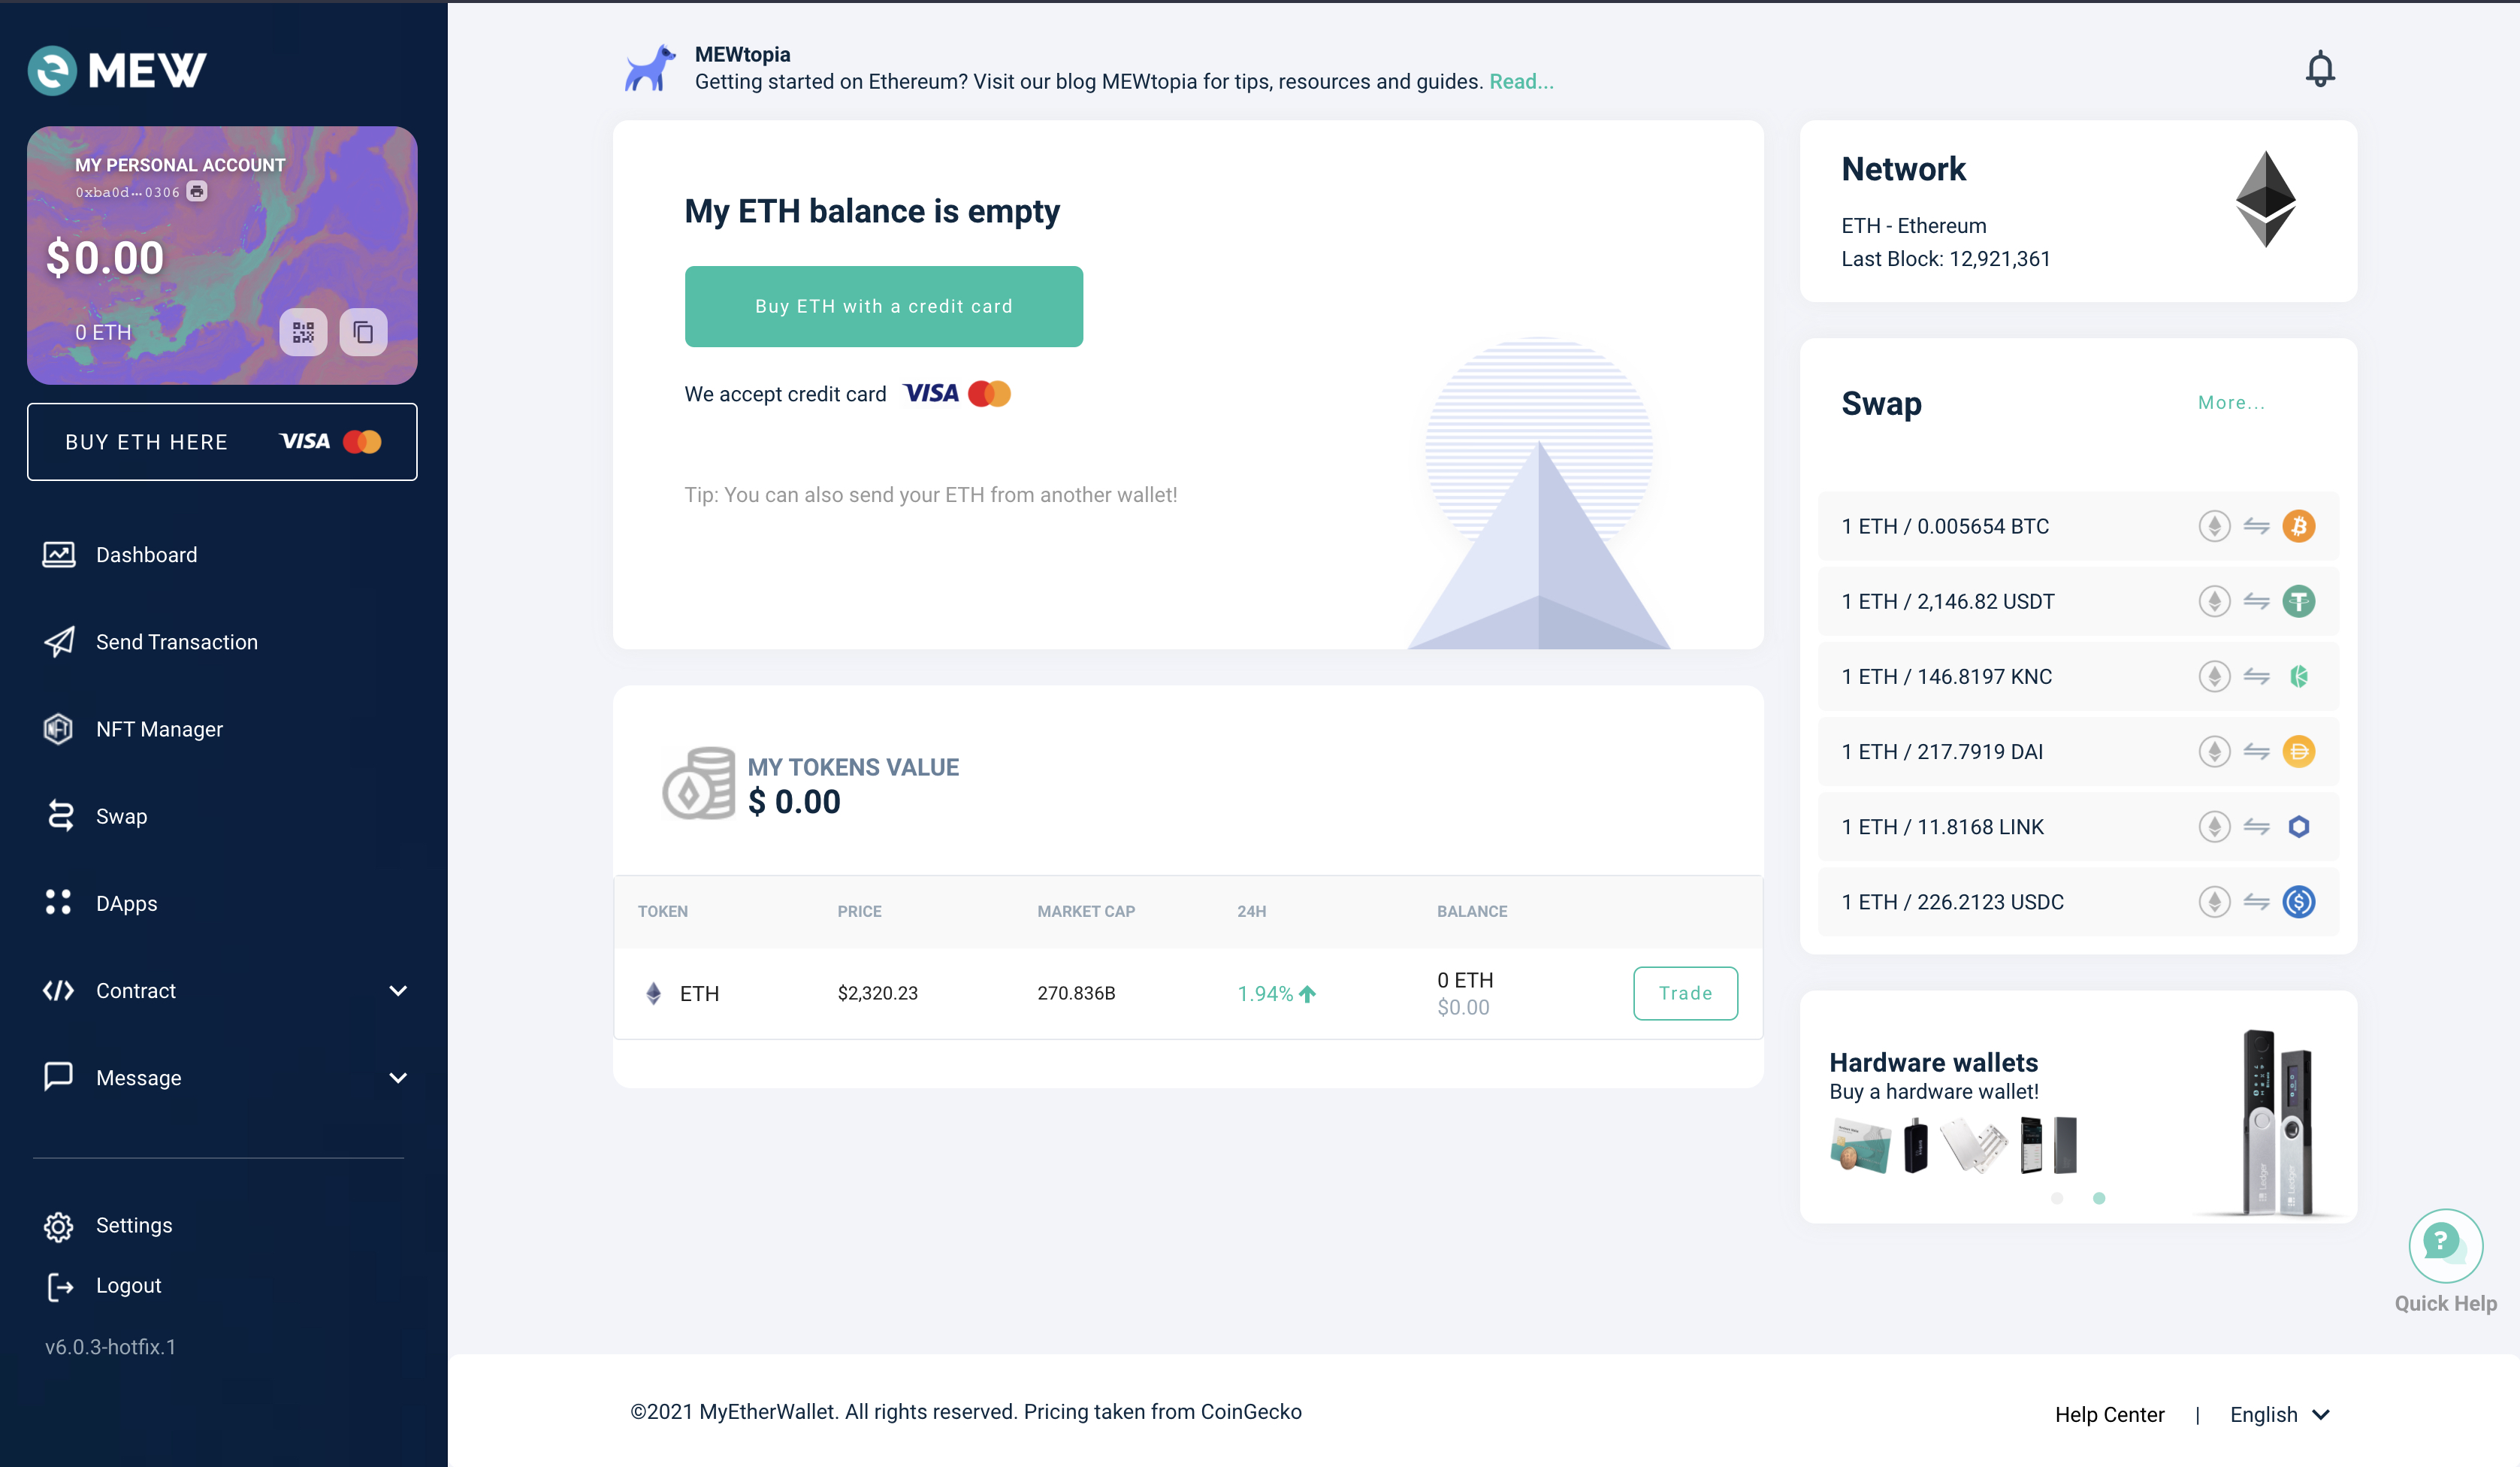 MEW
MY PERSONAL ACCOUNT
0xba0d...0306
$0.00
0 ETH
BUY ETH HERE VISA
Dashboard
Send Transaction
NFT
NFT Manager
Swap
DApps
Contract
Message
Settings
Logout
v6.0.3-hotfix.1
MEWtopia
Getting started on Ethereum? Visit our blog MEWtopia for tips, resources and guides. Read...
My ETH balance is empty
Buy ETH with a credit card
We accept credit card VISA
Tip: You can also send your ETH from another wallet!
MY TOKENS VALUE
$ 0.00
TOKEN PRICE MARKET CAP 24H BALANCE
ETH $2,320.23 270.836B 1.94% 0 ETH
$0.00
Trade
Network
ETH - Ethereum
Last Block: 12,921,361
Swap More...
1 ETH / 0.005654 BTC
1 ETH / 2,146.82 USDT
1 ETH / 146.8197 KNC
1 ETH / 217.7919 DAI
1 ETH / 11.8168 LINK
1 ETH / 226.2123 USDC
Hardware wallets
Buy a hardware wallet!
Ledger
Ledger
?
Quick Help
©2021 MyEtherWallet. All rights reserved. Pricing taken from CoinGecko
Help Center | English